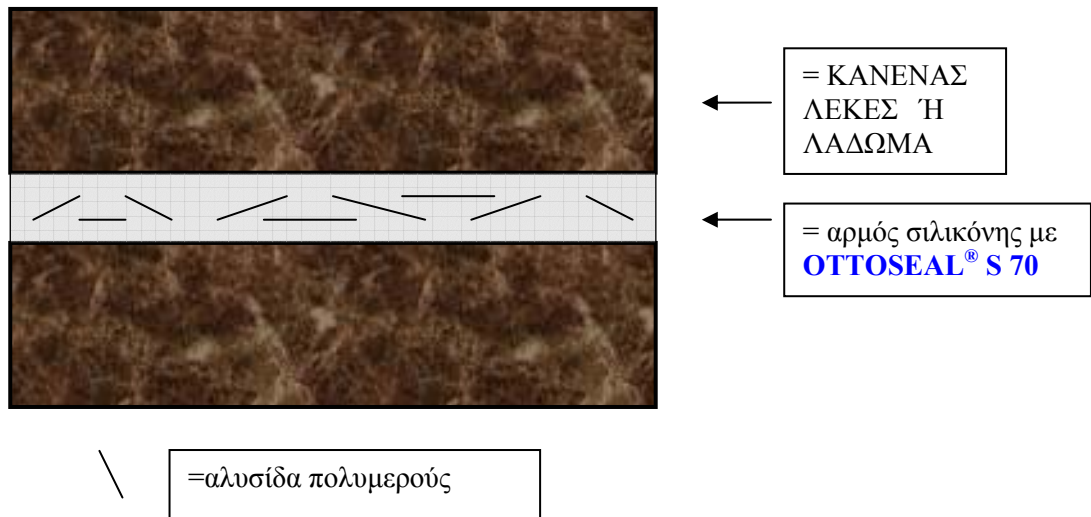 = ΚΑΝΕΝΑΣ
ΛΕΚΕΣ Ή
ΛΑΔΩΜΑ
= αρμός σιλικόνης με
OTTOSEAL® S 70
=αλυσίδα πολυμερούς